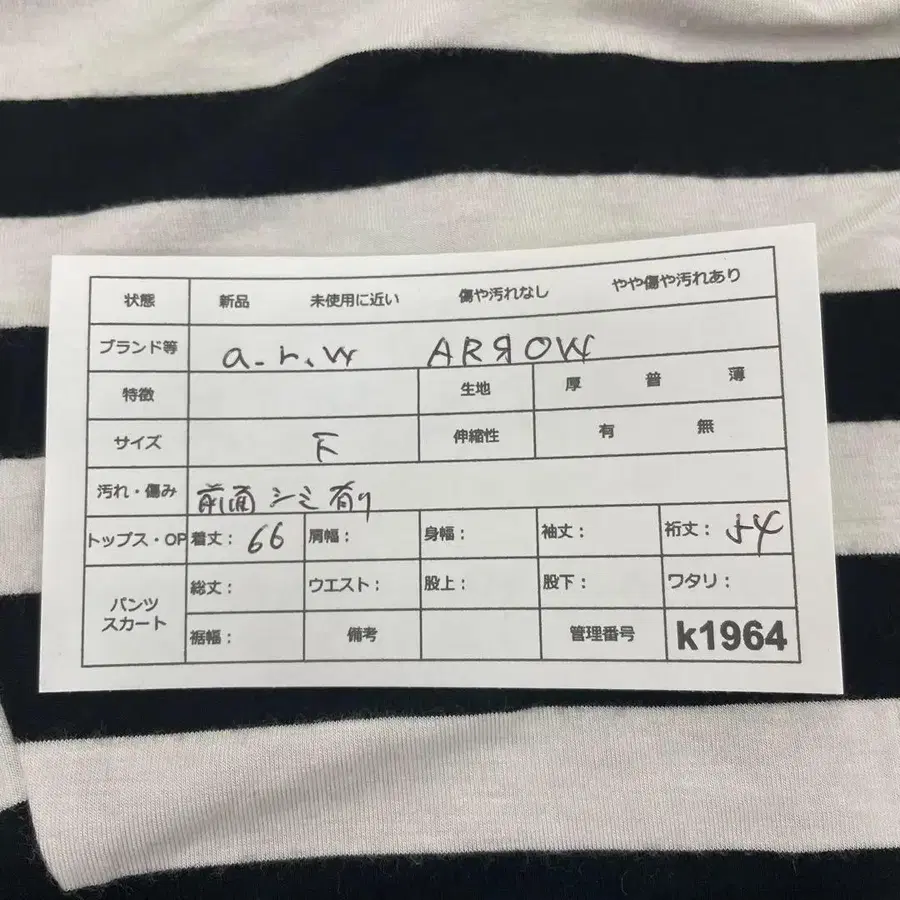 状態 新品 未使用に近い 傷や汚れなし やや傷や汚れあり
ブランド等 a.r.w ARЯOW
特徴 生地 厚 普 薄
サイズ F 伸縮性 有 無
汚れ・傷み 前面シミ有り
トップス・OP 着丈： 66 肩幅： 身幅： 袖丈： 裄丈： 54
パンツ スカート 総丈： ウエスト： 股上： 股下： ワタリ：
裾幅： 備考 管理番号 k1964